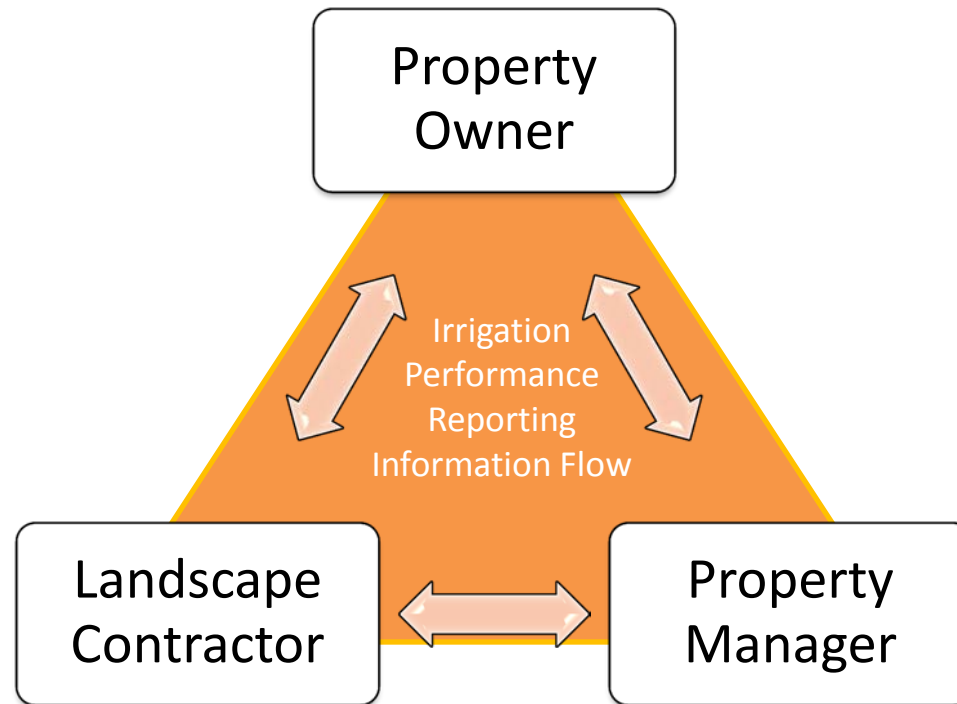 Property
Owner
Irrigation
Performance
Reporting
Information Flow
Landscape
Contractor
Property
Manager